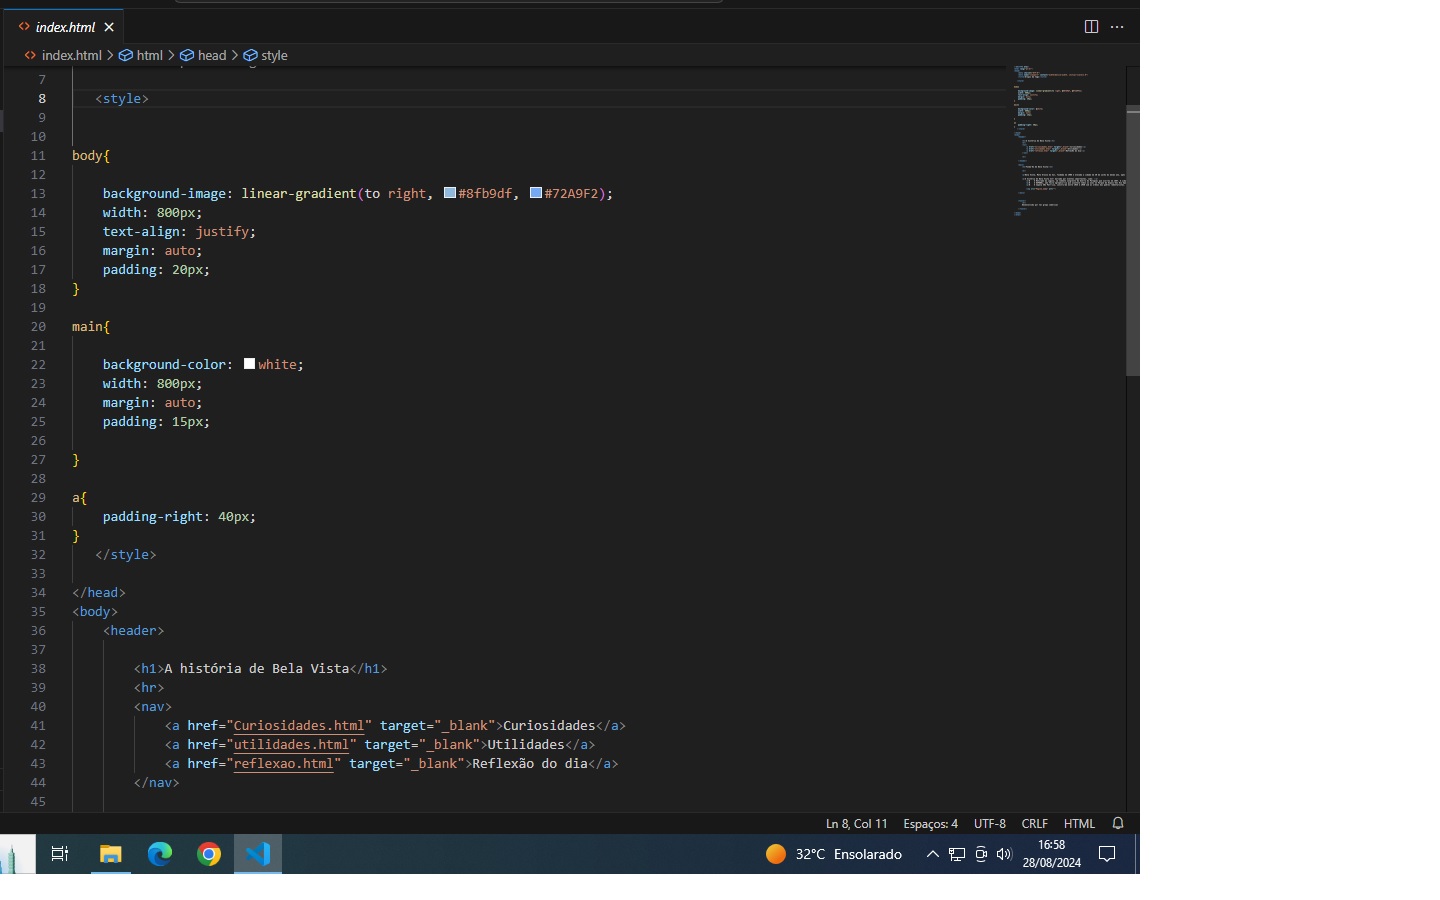 index.html
index.html > html > head > style
7
8 <style>
9
10
11 body{
12
13 background-image: linear-gradient(to right, #8fb9df, #72A9F2);
14 width: 800px;
15 text-align: justify;
16 margin: auto;
17 padding: 20px;
18 }
19
20 main{
21
22 background-color: white;
23 width: 800px;
24 margin: auto;
25 padding: 15px;
26
27 }
28
29 a{
30 padding-right: 40px;
31 }
32 </style>
33
34 </head>
35 <body>
36 <header>
37
38 <h1>A história de Bela Vista</h1>
39 <hr>
40 <nav>
41 <a href="Curiosidades.html" target="_blank">Curiosidades</a>
42 <a href="utilidades.html" target="_blank">Utilidades</a>
43 <a href="reflexao.html" target="_blank">Reflexão do dia</a>
44 </nav>
45
Ln 8, Col 11 Espaços: 4 UTF-8 CRLF HTML
32°C Ensolarado
16:58
28/08/2024